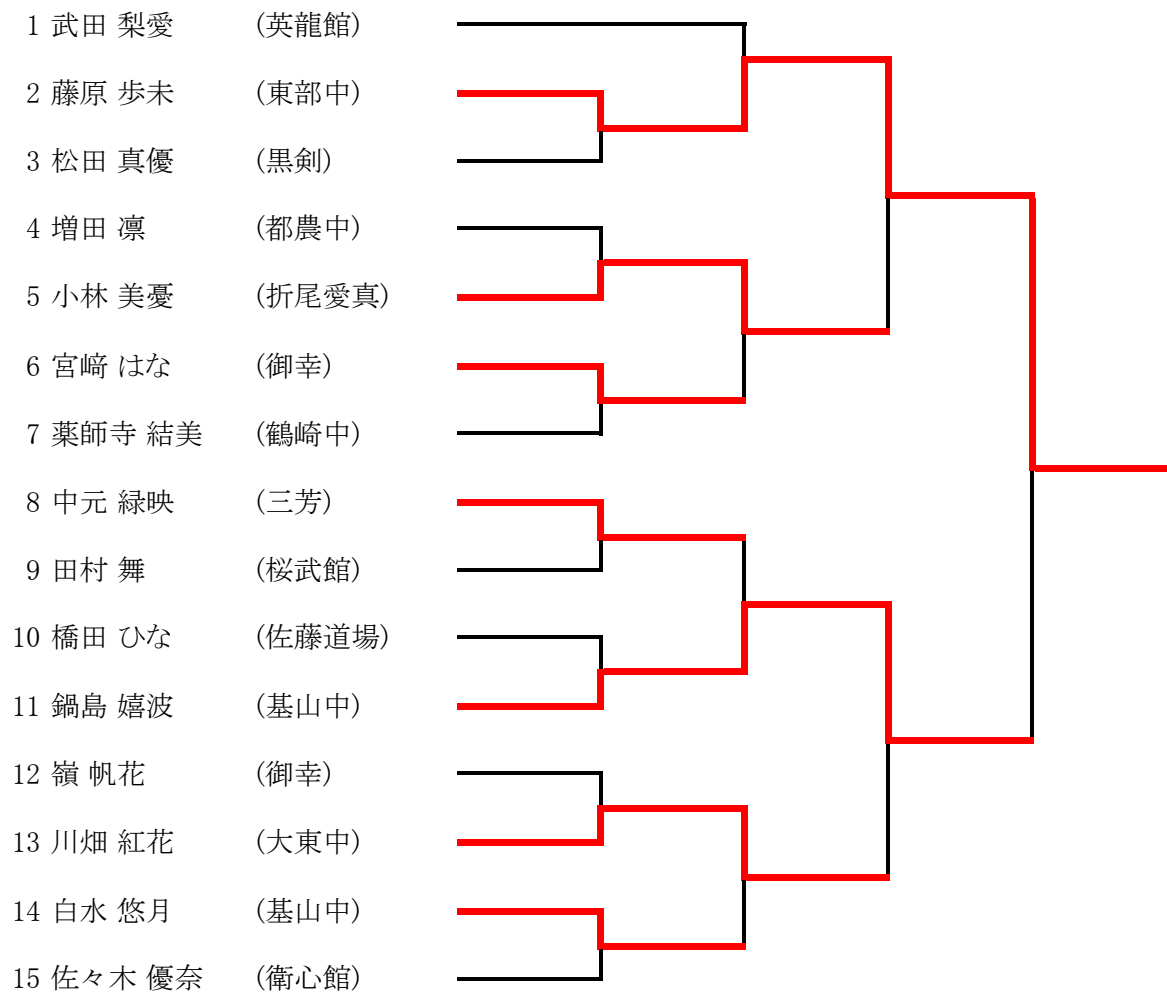 1 武田 梨愛 (英龍館)
2 藤原 歩未 (東部中)
3 松田 真優 (黒剣)
4 増田 凛 (都農中)
5 小林 美憂 (折尾愛真)
6 宮﨑 はな (御幸)
7 薬師寺 結美 (鶴崎中)
8 中元 緑映 (三芳)
9 田村 舞 (桜武館)
10 橋田 ひな (佐藤道場)
11 鍋島 嬉波 (基山中)
12 嶺 帆花 (御幸)
13 川畑 紅花 (大東中)
14 白水 悠月 (基山中)
15 佐々木 優奈 (衛心館)